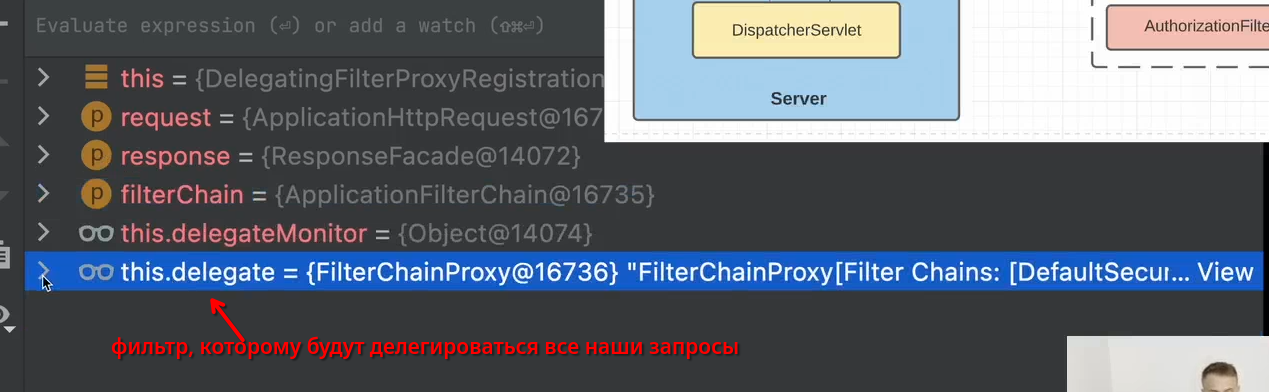 Evaluate expression (⏎) or add a watch (⇧⌘⏎)
DispatcherServlet
Server
this = {DelegatingFilterProxyRegistration
request = {ApplicationHttpRequest@167
response = {ResponseFacade@14072}
filterChain = {ApplicationFilterChain@16735}
this.delegateMonitor = {Object@14074}
this.delegate = {FilterChainProxy@16736} "FilterChainProxy[Filter Chains: [DefaultSecur... View
фильтр, которому будут делегироваться все наши запросы